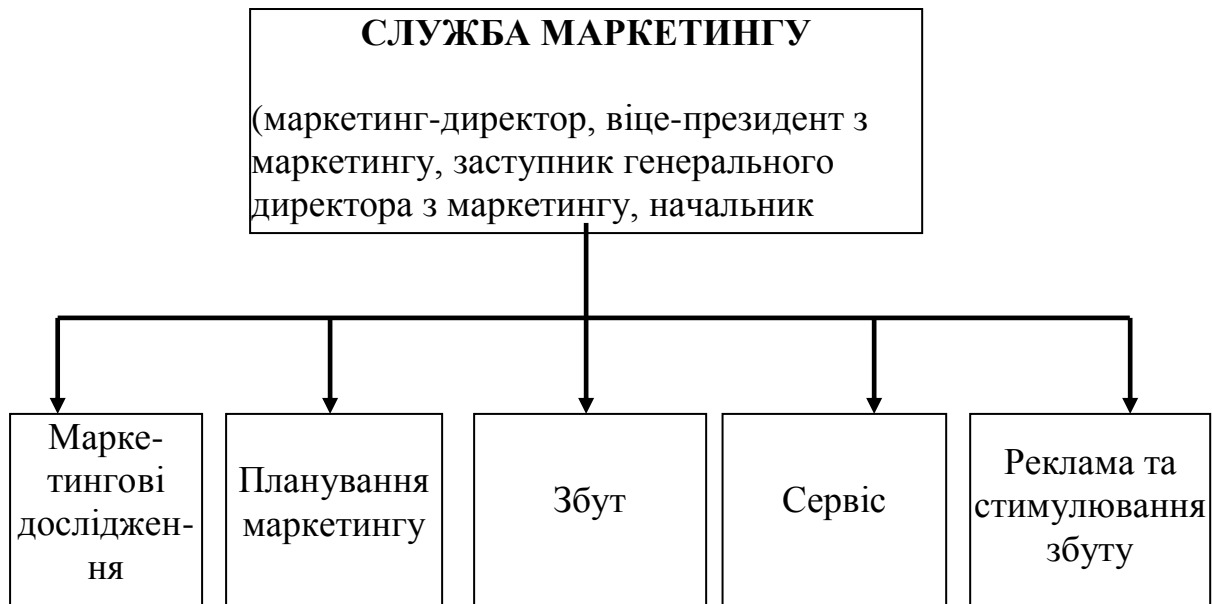 СЛУЖБА МАРКЕТИНГУ
(маркетинг-директор, віце-президент з
маркетингу, заступник генерального
директора з маркетингу, начальник
Марке-
тингові
дослiджен-
ня
Планування
маркетингу
Збут
Сервіс
Реклама та
стимулювання
збуту